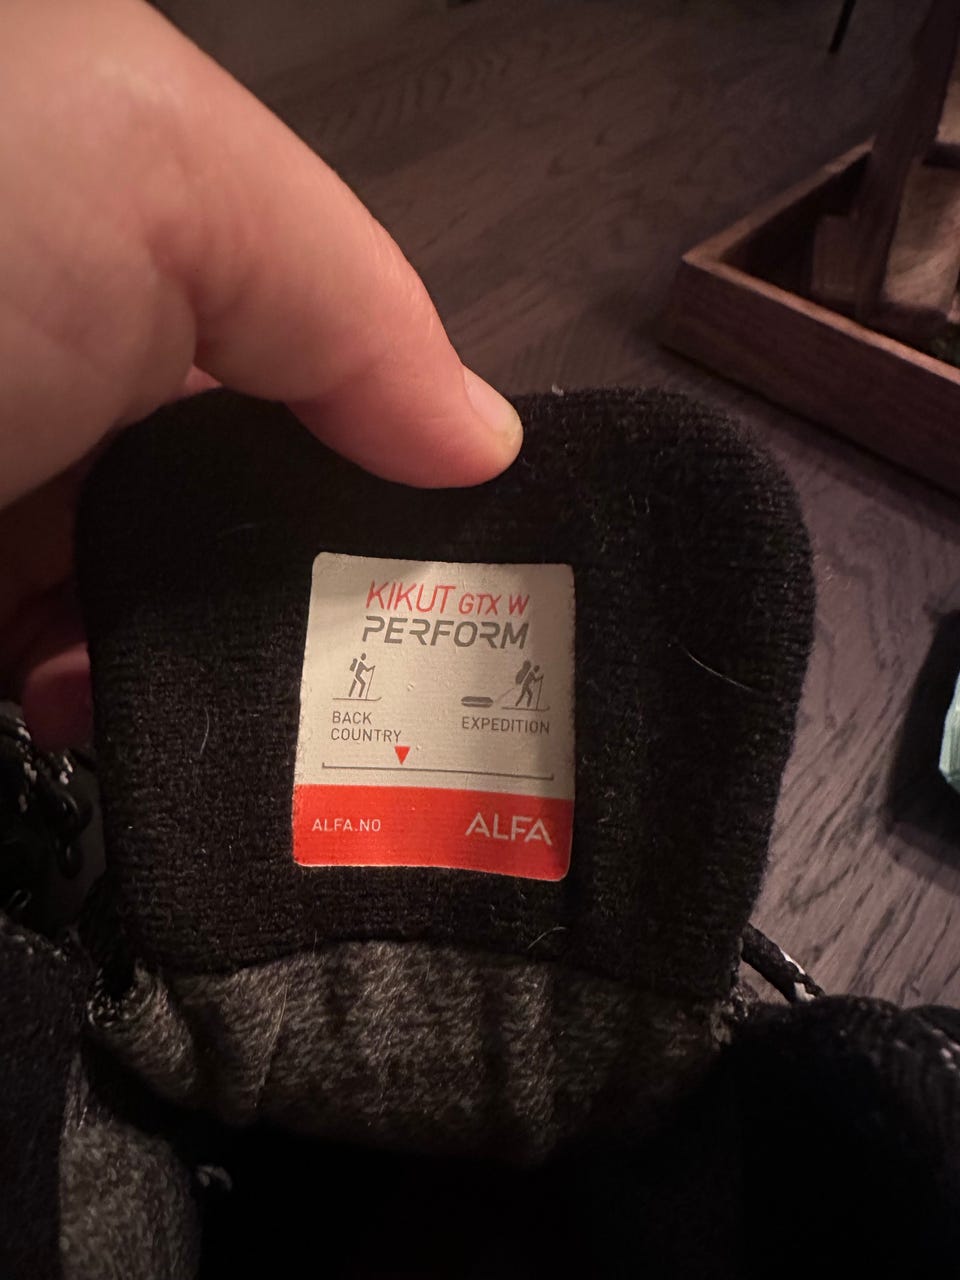 KIKUT GTX W
PERFORM
BACK
COUNTRY
EXPEDITION
ALFA.NO
ALFA